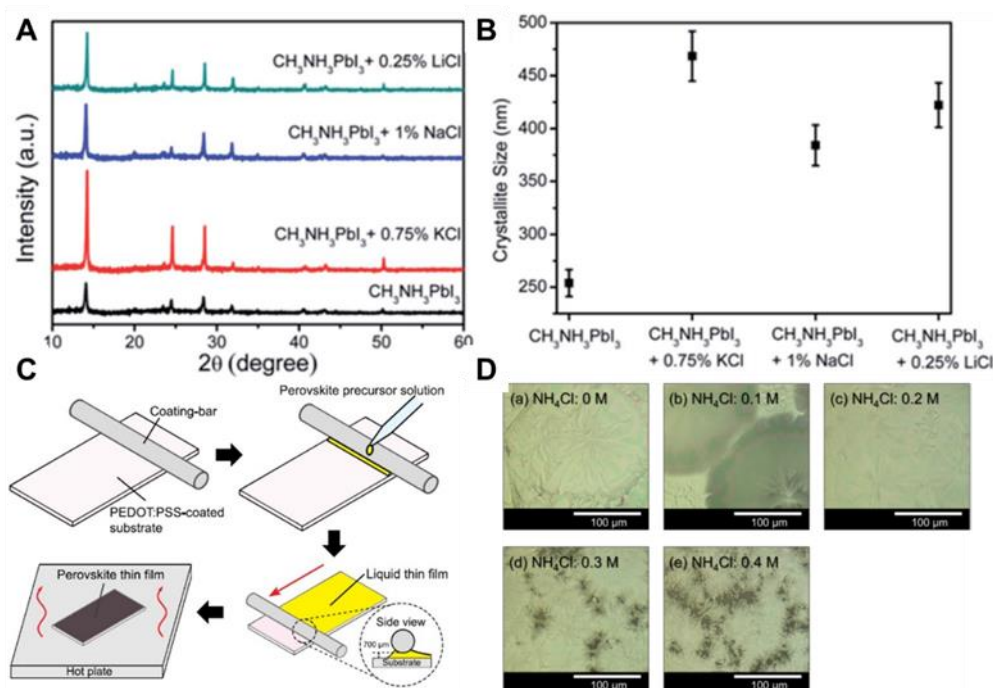 A
Intensity (a.u.)
CH₃NH₃PbI₃+ 0.25% LiCl
CH₃NH₃PbI₃+ 1% NaCl
CH₃NH₃PbI₃+ 0.75% KCl
CH₃NH₃PbI₃
10 20 30 40 50 60
2θ (degree)
B
Crystallite Size (nm)
500
450
400
350
300
250
CH₃NH₃PbI₃
CH₃NH₃PbI₃
+ 0.75% KCl
CH₃NH₃PbI₃
+ 1% NaCl
CH₃NH₃PbI₃
+ 0.25% LiCl
C
Coating-bar
PEDOT:PSS-coated
substrate
Perovskite precursor solution
Perovskite thin film
Hot plate
Liquid thin film
Side view
700 µm
Substrate
D
(a) NH₄Cl: 0 M
100 µm
(b) NH₄Cl: 0.1 M
100 µm
(c) NH₄Cl: 0.2 M
100 µm
(d) NH₄Cl: 0.3 M
100 µm
(e) NH₄Cl: 0.4 M
100 µm